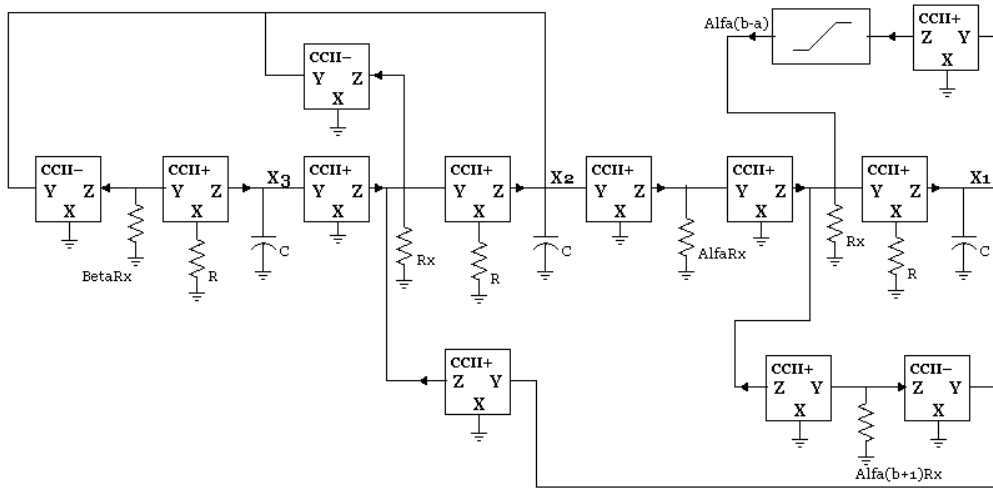 Alfa(b-a)
CCII+
Z Y
X
CCII-
Y Z
X
CCII-
Y Z
X
CCII+
Y Z
X
X3
CCII+
Y Z
X
CCII+
Y Z
X
X2
CCII+
Y Z
X
CCII+
Y Z
X
CCII+
Y Z
X
X1
BetaRx
R
C
Rx
R
C
AlfaRx
Rx
R
C
CCII+
Z Y
X
CCII+
Z Y
X
CCII-
Z Y
X
Alfa(b+1)Rx